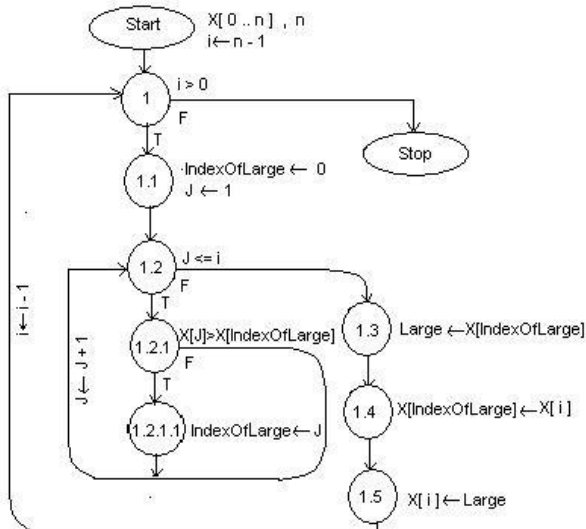 Start
X[ 0 .. n] , n
i← n - 1
1
i > 0
F
T
Stop
1.1
IndexOfLarge ← 0
J ← 1
1.2
J <= i
F
T
1.2.1
X[J]>X[IndexOfLarge]
F
T
1.2.1.1
IndexOfLarge← J
J← J + 1
i← i - 1
1.3
Large ←X[IndexOfLarge]
1.4
X[IndexOfLarge] ←X[ i ]
1.5
X[ i ] ←Large